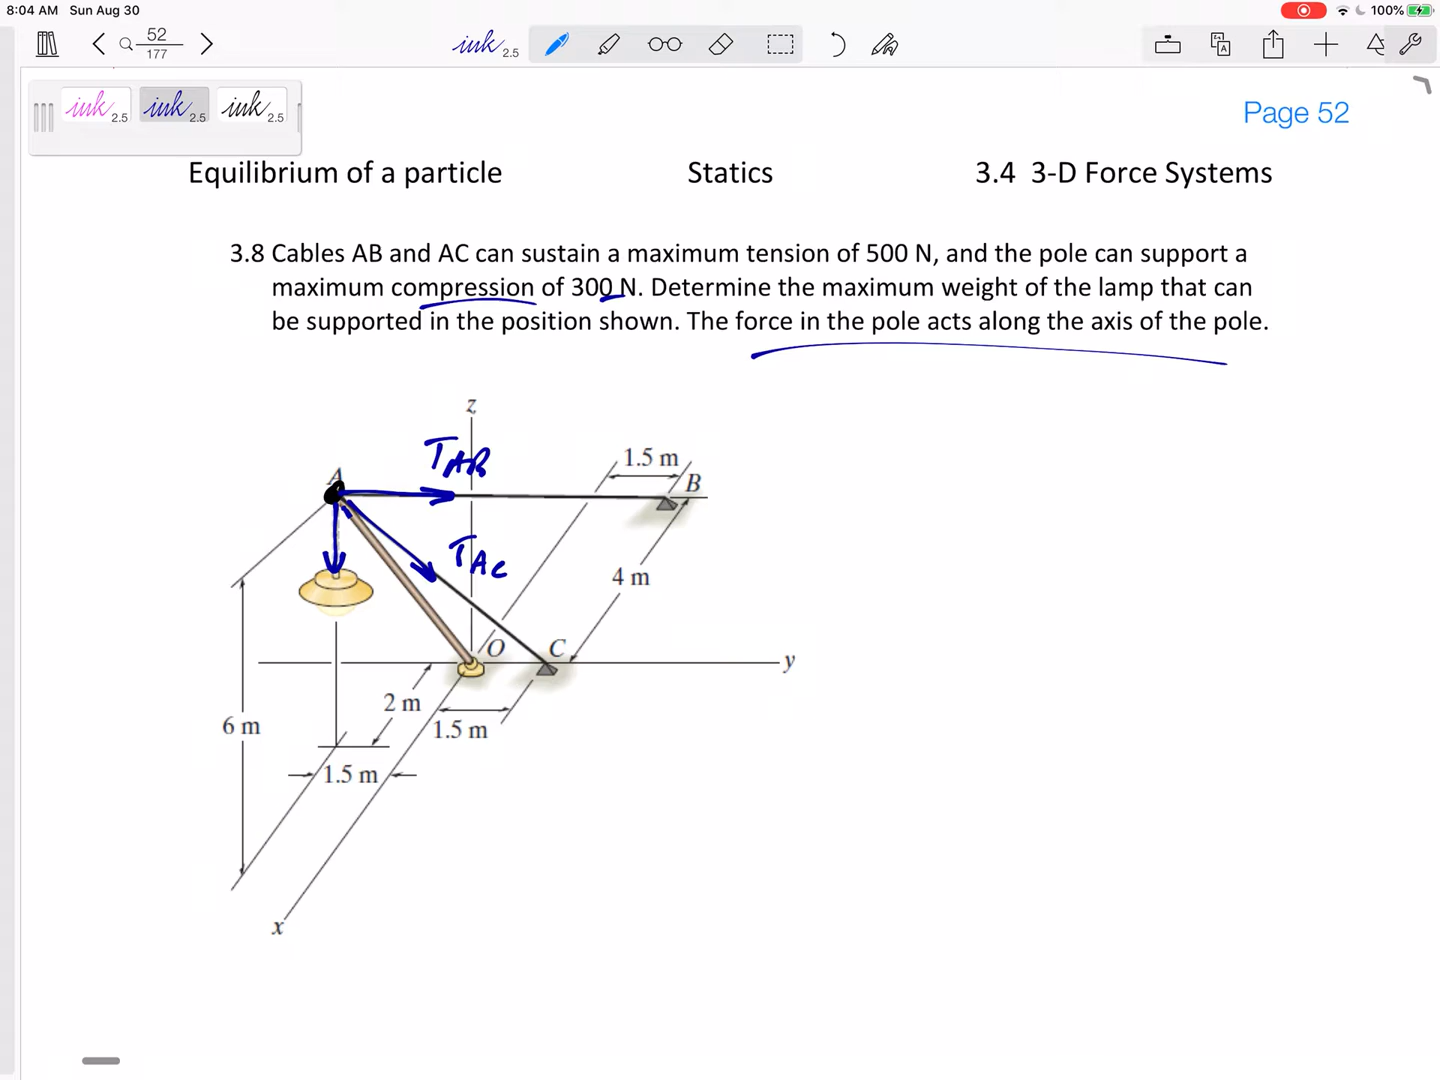 8:04 AM Sun Aug 30
100%
52
177
ink 2.5
ink 2.5 ink 2.5 ink 2.5
Page 52
Equilibrium of a particle Statics 3.4 3-D Force Systems
3.8 Cables AB and AC can sustain a maximum tension of 500 N, and the pole can support a
maximum compression of 300 N. Determine the maximum weight of the lamp that can
be supported in the position shown. The force in the pole acts along the axis of the pole.
z
TAB
1.5 m
A
B
TAC
4 m
O
C
y
2 m
6 m
1.5 m
1.5 m
x